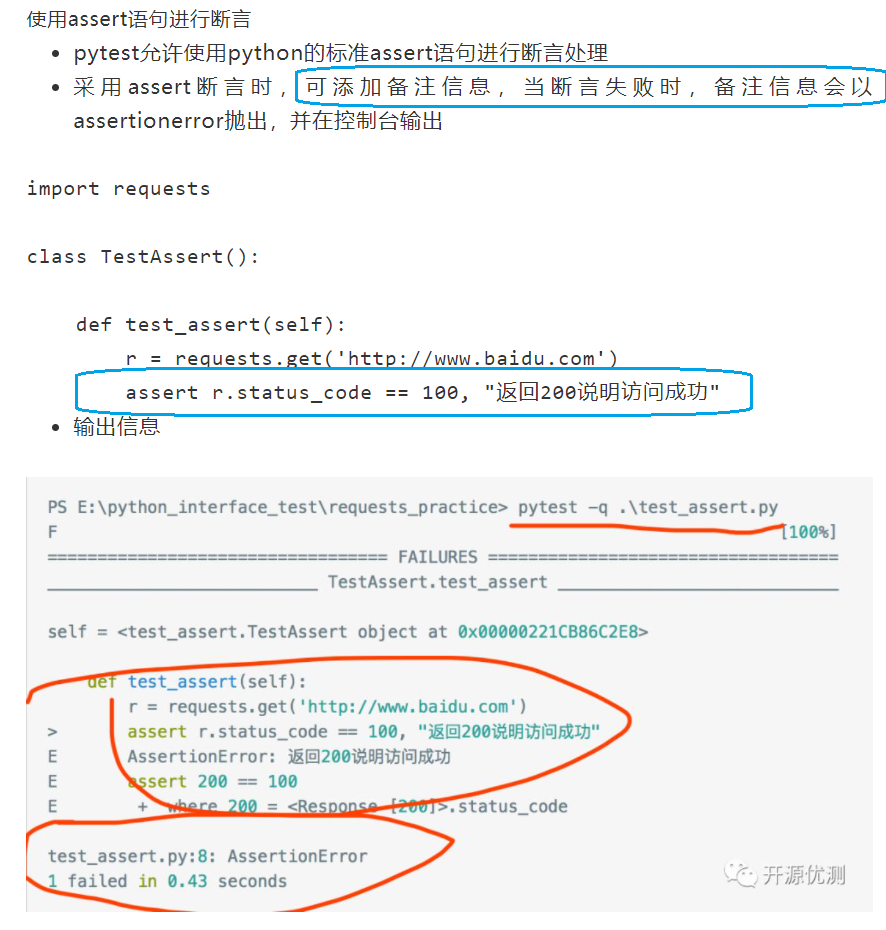 使用assert语句进行断言
• pytest允许使用python的标准assert语句进行断言处理
• 采用assert断言时，可添加备注信息，当断言失败时，备注信息会以
assertionerror抛出，并在控制台输出
import requests
class TestAssert():
def test_assert(self):
r = requests.get('http://www.baidu.com')
assert r.status_code == 100, "返回200说明访问成功"
• 输出信息
PS E:\python_interface_test\requests_practice> pytest -q .\test_assert.py
F [100%]
================================== FAILURES ===================================
___________________________ TestAssert.test_assert ____________________________
self = <test_assert.TestAssert object at 0x00000221CB86C2E8>
def test_assert(self):
r = requests.get('http://www.baidu.com')
> assert r.status_code == 100, "返回200说明访问成功"
E AssertionError: 返回200说明访问成功
E assert 200 == 100
E + where 200 = <Response [200]>.status_code
test_assert.py:8: AssertionError
1 failed in 0.43 seconds
开源优测